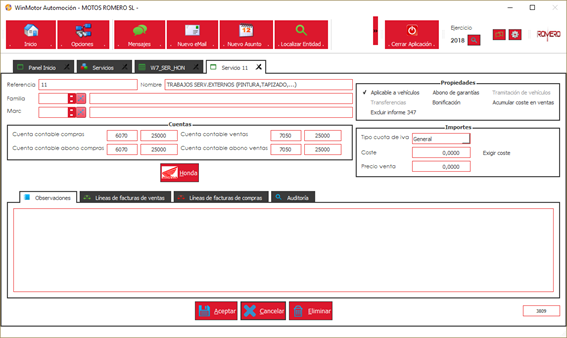 WinMotor Automoción - MOTOS ROMERO SL -
Inicio
Opciones
Mensajes
Nuevo eMail
Nuevo Asunto
Localizar Entidad
Cerrar Aplicación
Ejercicio
2018
ROMERO
Panel Inicio
Servicios
W7_SER_HON
Servicio 11
Referencia 11 Nombre TRABAJOS SERV.EXTERNOS (PINTURA,TAPIZADO,...)
Familia
Marc
Propiedades
Aplicable a vehículos Abono de garantías Tramitación de vehículos
Transferencias Bonificación Acumular coste en ventas
Excluir informe 347
Cuentas
Cuenta contable compras 6070 25000 Cuenta contable ventas 7050 25000
Cuenta contable abono compras 6070 25000 Cuenta contable abono ventas 7050 25000
Importes
Tipo cuota de iva General
Coste 0,0000 Exigir coste
Precio venta 0,0000
Honda
Observaciones
Líneas de facturas de ventas
Líneas de facturas de compras
Auditoría
Aceptar
Cancelar
Eliminar
3809